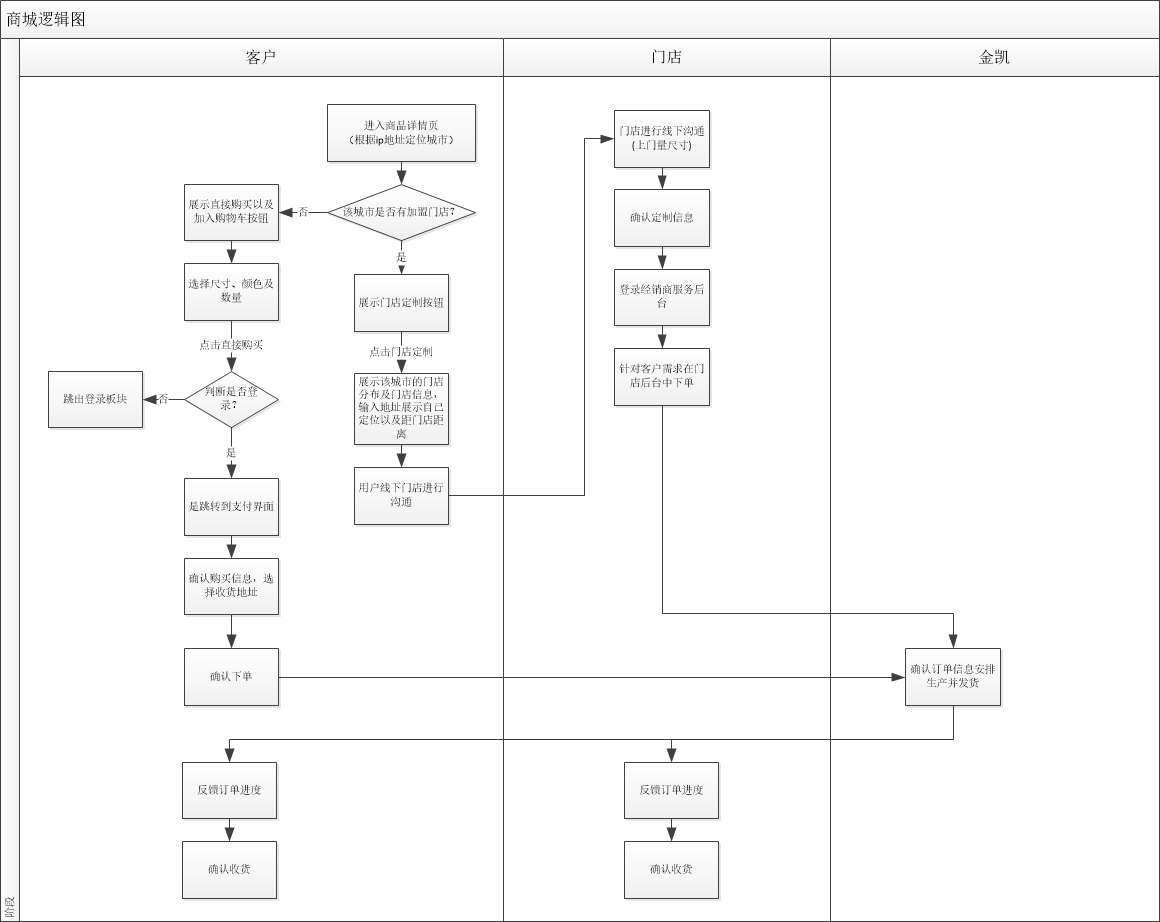 商城逻辑图
客户
门店
金凯
进入商品详情页
（根据ip地址定位城市）
该城市是否有加盟门店？
否
展示直接购买以及
加入购物车按钮
选择尺寸、颜色及
数量
点击直接购买
判断是否登
录？
否
跳出登录板块
是
是跳转到支付界面
确认购买信息，选
择收货地址
确认下单
是
展示门店定制按钮
点击门店定制
展示该城市的门店
分布及门店信息，
输入地址展示自己
定位以及距门店距
离
用户线下门店进行
沟通
门店进行线下沟通
(上门量尺寸)
确认定制信息
登录经销商服务后
台
针对客户需求在门
店后台中下单
确认订单信息安排
生产并发货
反馈订单进度
确认收货
反馈订单进度
确认收货
阶段